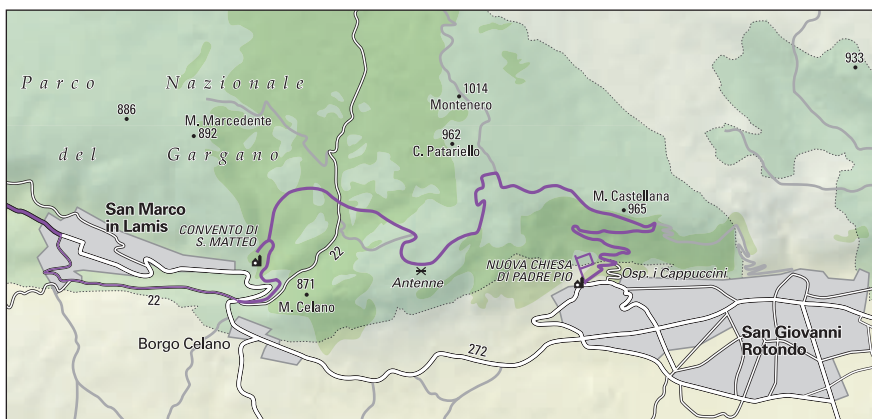 Parco Nazionale
del Gargano
886
M. Marcedente
892
1014
Montenero
962
C. Patariello
933
M. Castellana
965
San Marco
in Lamis
CONVENTO DI
S. MATTEO
22
Antenne
NUOVA CHIESA
DI PADRE PIO
Osp. i Cappuccini
871
M. Celano
22
Borgo Celano
272
San Giovanni
Rotondo